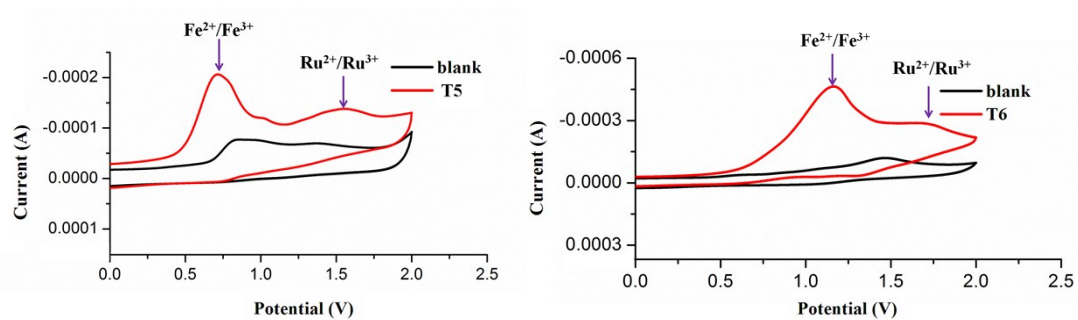 Fe²⁺/Fe³⁺
Ru²⁺/Ru³⁺
blank
T5
-0.0002
-0.0001
0.0000
0.0001
Current (A)
0.0 0.5 1.0 1.5 2.0 2.5
Potential (V)
Fe²⁺/Fe³⁺
Ru²⁺/Ru³⁺
blank
T6
-0.0006
-0.0003
0.0000
0.0003
Current (A)
0.0 0.5 1.0 1.5 2.0 2.5
Potential (V)